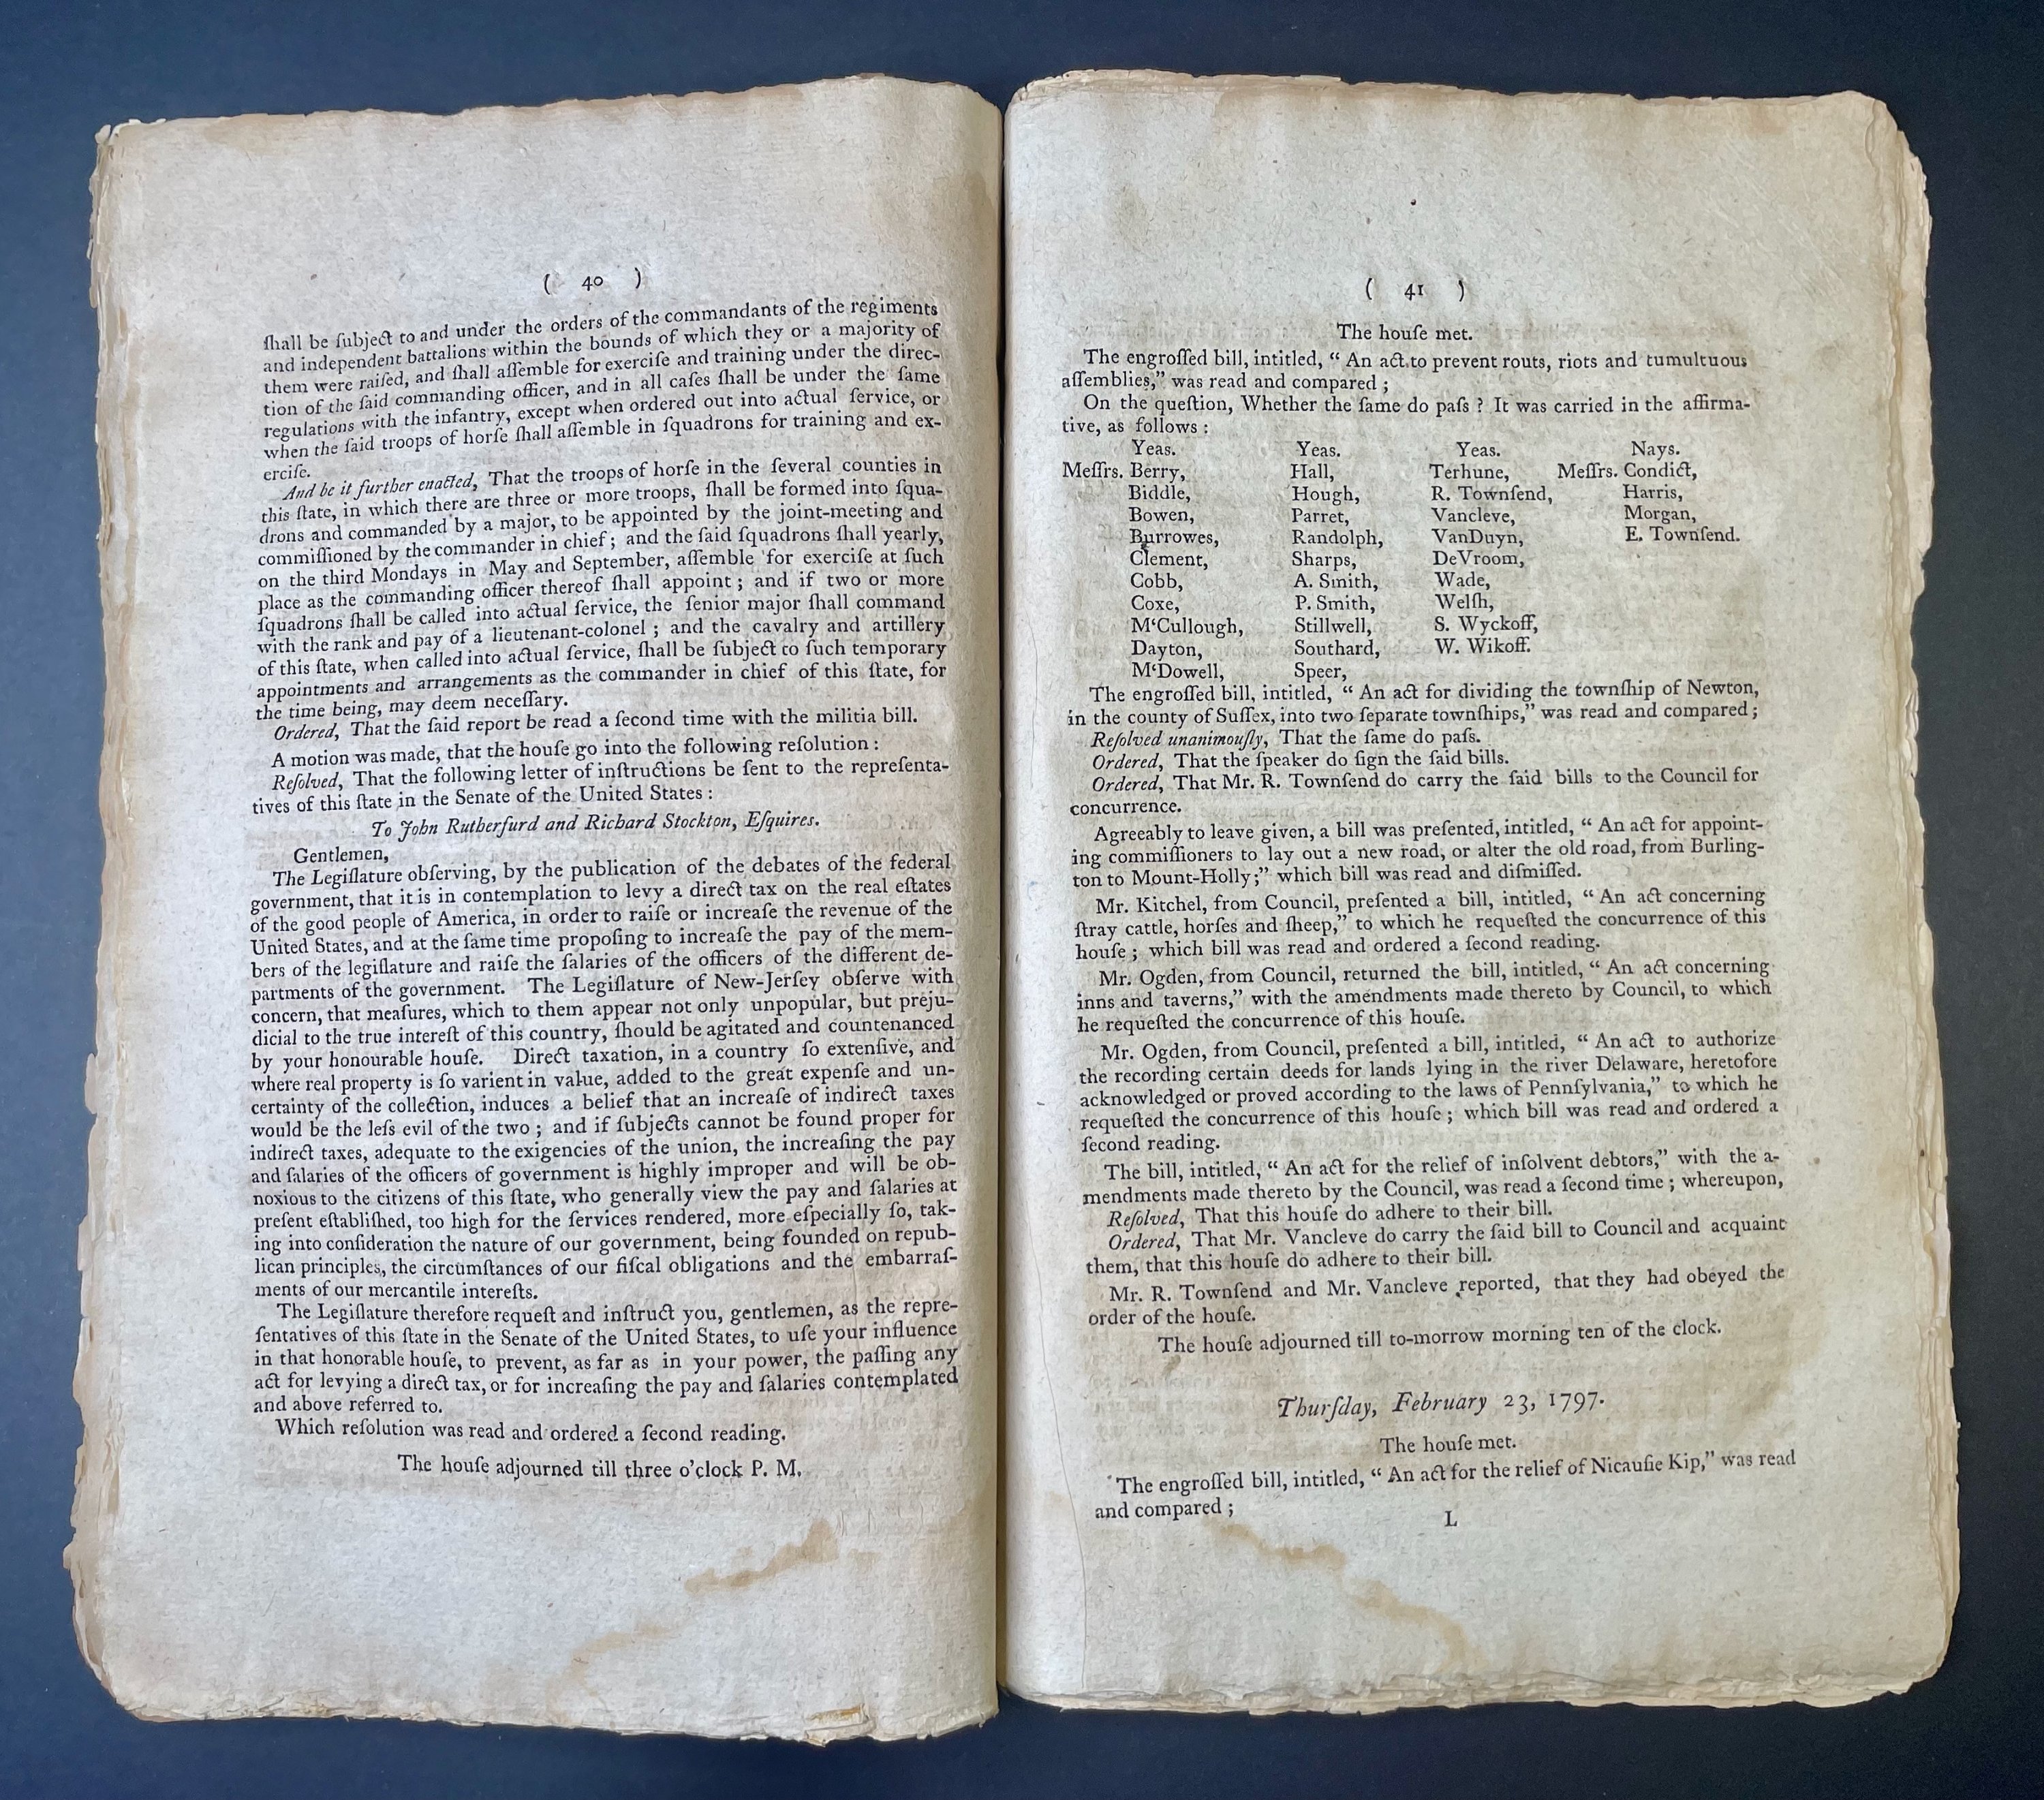 ( 40 )
ſhall be ſubject to and under the orders of the commandants of the regiments
and independent battalions within the bounds of which they or a majority of
them were raiſed, and ſhall aſſemble for exerciſe and training under the direc-
tion of the ſaid commanding officer, and in all caſes ſhall be under the ſame
regulations with the infantry, except when ordered out into actual ſervice, or
when the ſaid troops of horſe ſhall aſſemble in ſquadrons for training and ex-
erciſe.
And be it further enacted, That the troops of horſe in the ſeveral counties in
this ſtate, in which there are three or more troops, ſhall be formed into ſqua-
drons and commanded by a major, to be appointed by the joint-meeting and
commiſſioned by the commander in chief; and the ſaid ſquadrons ſhall yearly,
on the third Mondays in May and September, aſſemble for exerciſe at ſuch
place as the commanding officer thereof ſhall appoint; and if two or more
ſquadrons ſhall be called into actual ſervice, the ſenior major ſhall command
with the rank and pay of a lieutenant-colonel; and the cavalry and artillery
of this ſtate, when called into actual ſervice, ſhall be ſubject to ſuch temporary
appointments and arrangements as the commander in chief of this ſtate, for
the time being, may deem neceſſary.
Ordered, That the ſaid report be read a ſecond time with the militia bill.
A motion was made, that the houſe go into the following reſolution:
Reſolved, That the following letter of inſtructions be ſent to the repreſenta-
tives of this ſtate in the Senate of the United States:
To John Rutherfurd and Richard Stockton, Eſquires.
Gentlemen,
The Legiſlature obſerving, by the publication of the debates of the federal
government, that it is in contemplation to levy a direct tax on the real eſtates
of the good people of America, in order to raiſe or increaſe the revenue of the
United States, and at the ſame time propoſing to increaſe the pay of the mem-
bers of the legiſlature and raiſe the ſalaries of the officers of the different de-
partments of the government. The Legiſlature of New-Jerſey obſerve with
concern, that meaſures, which to them appear not only unpopular, but preju-
dicial to the true intereſt of this country, ſhould be agitated and countenanced
by your honourable houſe. Direct taxation, in a country ſo extenſive, and
where real property is ſo varient in value, added to the great expenſe and un-
certainty of the collection, induces a belief that an increaſe of indirect taxes
would be the leſs evil of the two; and if ſubjects cannot be found proper for
indirect taxes, adequate to the exigencies of the union, the increaſing the pay
and ſalaries of the officers of government is highly improper and will be ob-
noxious to the citizens of this ſtate, who generally view the pay and ſalaries at
preſent eſtabliſhed, too high for the ſervices rendered, more eſpecially ſo, tak-
ing into conſideration the nature of our government, being founded on repub-
lican principles, the circumſtances of our fiſcal obligations and the embarraſ-
ments of our mercantile intereſts.
The Legiſlature therefore requeſt and inſtruct you, gentlemen, as the repre-
ſentatives of this ſtate in the Senate of the United States, to uſe your influence
in that honorable houſe, to prevent, as far as in your power, the paſſing any
act for levying a direct tax, or for increaſing the pay and ſalaries contemplated
and above referred to.
Which reſolution was read and ordered a ſecond reading.
The houſe adjourned till three o'clock P. M.
( 41 )
The houſe met.
The engroſſed bill, intitled, “ An act to prevent routs, riots and tumultuous
aſſemblies,” was read and compared;
On the queſtion, Whether the ſame do paſs? It was carried in the affirma-
tive, as follows:
Yeas. Yeas. Yeas. Nays.
Meſſrs. Berry, Hall, Terhune, Meſſrs. Condict,
Biddle, Hough, R. Townſend, Harris,
Bowen, Parret, Vancleve, Morgan,
Burrowes, Randolph, VanDuyn, E. Townſend.
Clement, Sharps, DeVroom,
Cobb, A. Smith, Wade,
Coxe, P. Smith, Welſh,
M‘Cullough, Stillwell, S. Wyckoff,
Dayton, Southard, W. Wikoff.
M‘Dowell, Speer,
The engroſſed bill, intitled, “ An act for dividing the townſhip of Newton,
in the county of Suſſex, into two ſeparate townſhips,” was read and compared;
Reſolved unanimouſly, That the ſame do paſs.
Ordered, That the ſpeaker do ſign the ſaid bills.
Ordered, That Mr. R. Townſend do carry the ſaid bills to the Council for
concurrence.
Agreeably to leave given, a bill was preſented, intitled, “ An act for appoint-
ing commiſſioners to lay out a new road, or alter the old road, from Burling-
ton to Mount-Holly;” which bill was read and diſmiſſed.
Mr. Kitchel, from Council, preſented a bill, intitled, “ An act concerning
ſtray cattle, horſes and ſheep,” to which he requeſted the concurrence of this
houſe; which bill was read and ordered a ſecond reading.
Mr. Ogden, from Council, returned the bill, intitled, “ An act concerning
inns and taverns,” with the amendments made thereto by Council, to which
he requeſted the concurrence of this houſe.
Mr. Ogden, from Council, preſented a bill, intitled, “ An act to authorize
the recording certain deeds for lands lying in the river Delaware, heretofore
acknowledged or proved according to the laws of Pennſylvania,” to which he
requeſted the concurrence of this houſe; which bill was read and ordered a
ſecond reading.
The bill, intitled, “ An act for the relief of inſolvent debtors,” with the a-
mendments made thereto by the Council, was read a ſecond time; whereupon,
Reſolved, That this houſe do adhere to their bill.
Ordered, That Mr. Vancleve do carry the ſaid bill to Council and acquaint
them, that this houſe do adhere to their bill.
Mr. R. Townſend and Mr. Vancleve reported, that they had obeyed the
order of the houſe.
The houſe adjourned till to-morrow morning ten of the clock.
Thurſday, February 23, 1797.
The houſe met.
The engroſſed bill, intitled, “ An act for the relief of Nicauſie Kip,” was read
and compared;
L